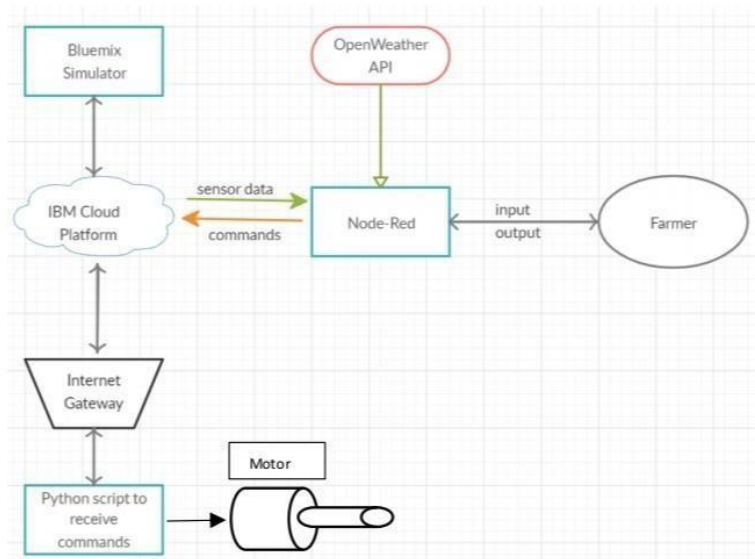 Bluemix
Simulator
OpenWeather
API
sensor data
IBM Cloud
Platform
commands
Node-Red
input
output
Farmer
Internet
Gateway
Motor
Python script to
receive
commands